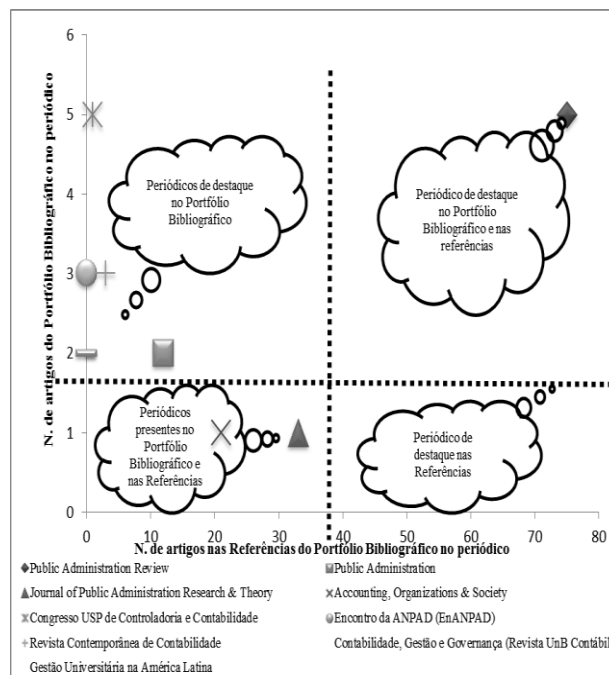 N. de artigos do Portfólio Bibliográfico no periódico
6
5
4
3
2
1
0
Periódicos de destaque
no Portfólio
Bibliográfico
Periódico de destaque
no Portfólio
Bibliográfico e nas
referências
Periódicos
presentes no
Portfólio
Bibliográfico e
nas Referências
Periódico de
destaque nas
Referências
0 10 20 30 40 50 60 70 80
N. de artigos nas Referências do Portfólio Bibliográfico no periódico
Public Administration Review
Public Administration
Journal of Public Administration Research & Theory
Accounting, Organizations & Society
Congresso USP de Controladoria e Contabilidade
Encontro da ANPAD (EnANPAD)
Revista Contemporânea de Contabilidade
Contabilidade, Gestão e Governança (Revista UnB Contábil
Gestão Universitária na América Latina